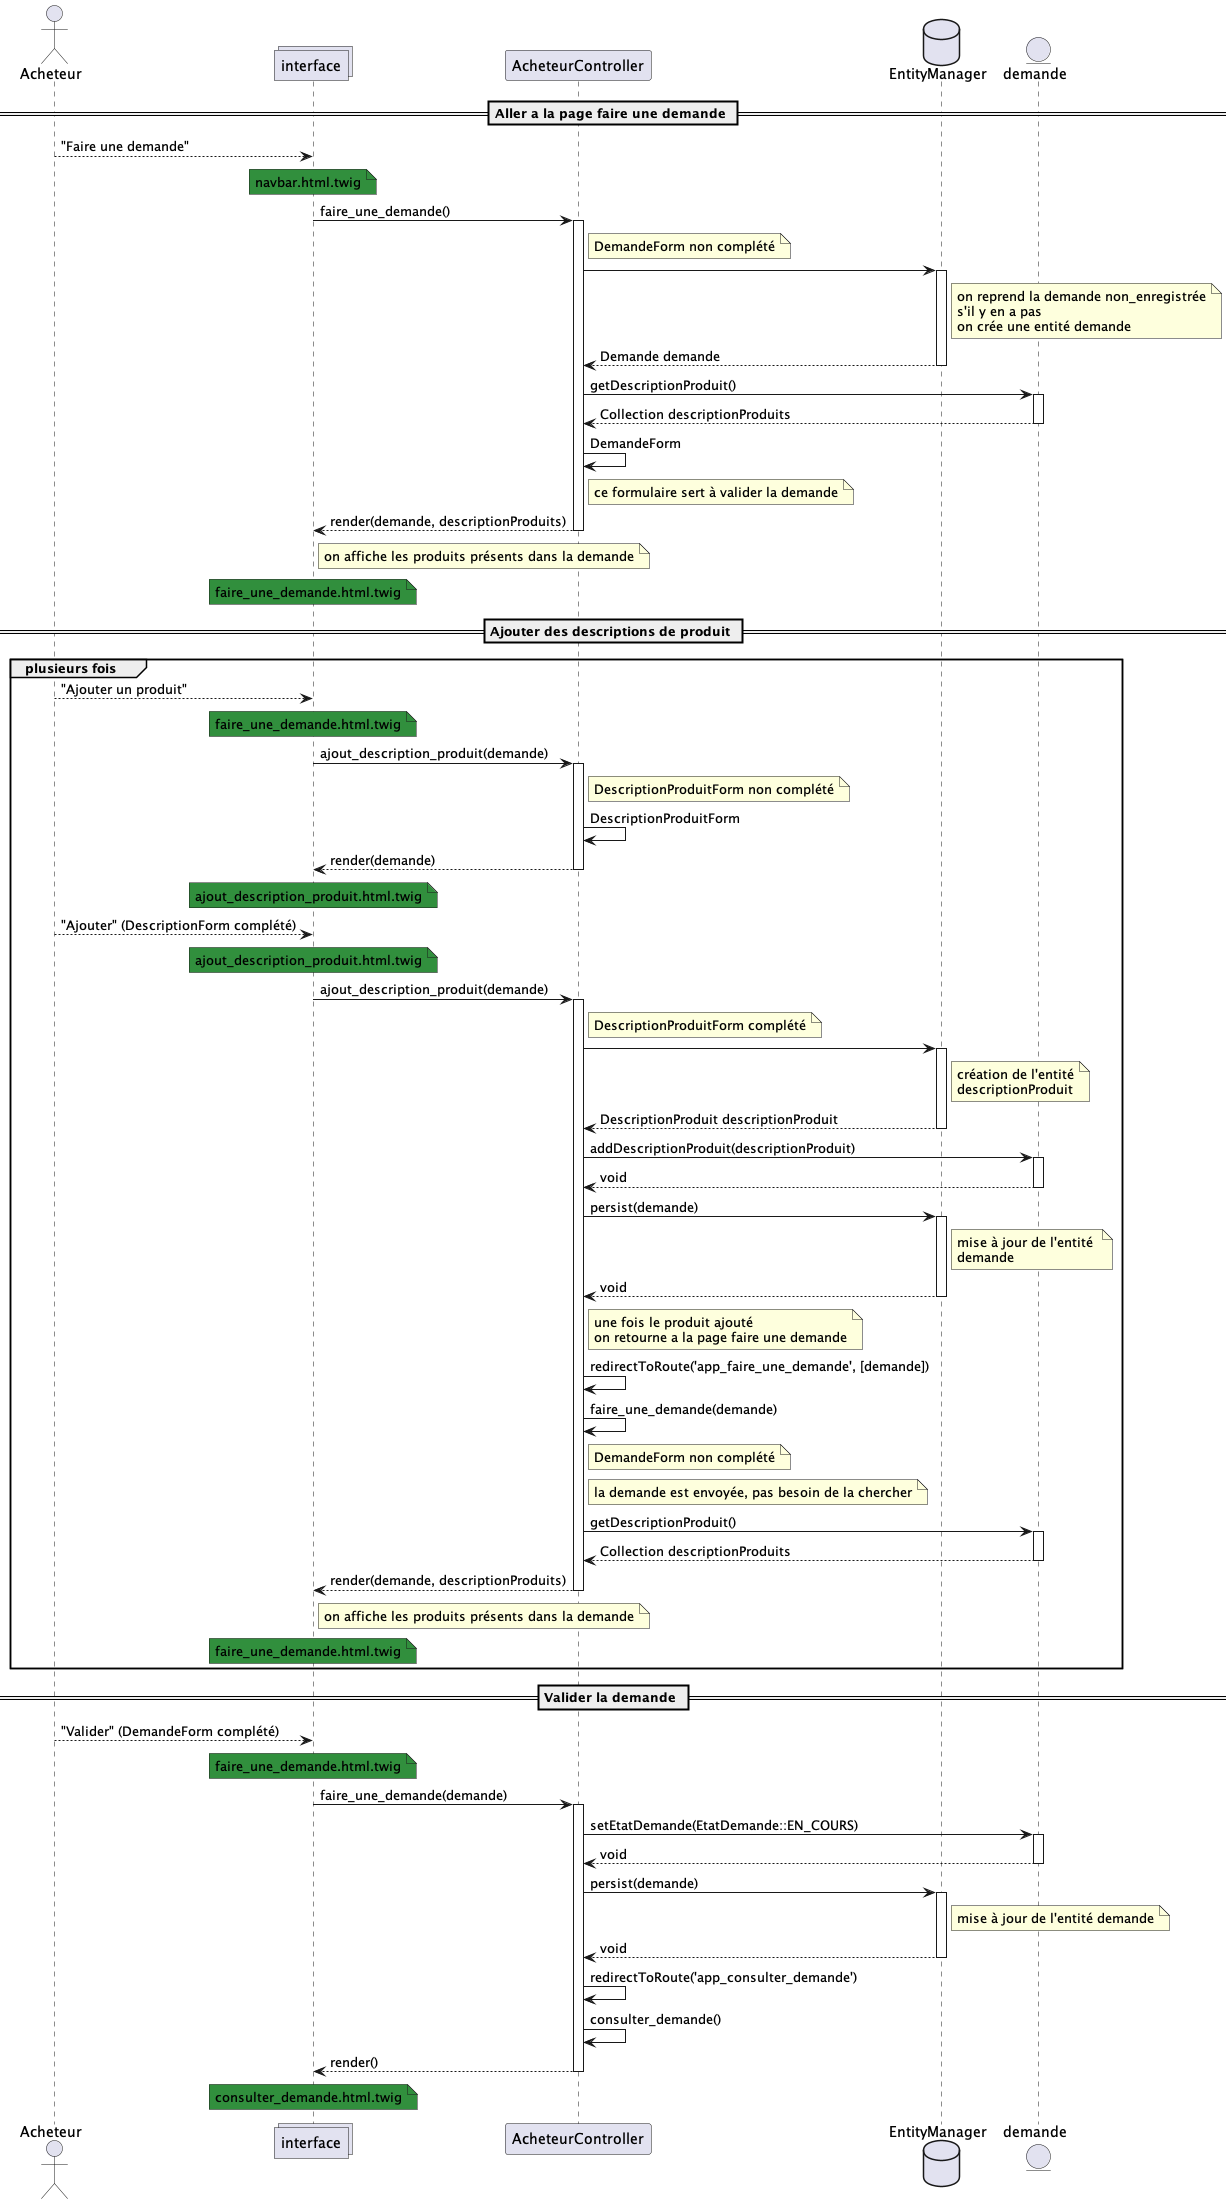 Acheteur
interface
AcheteurController
EntityManager
demande
Aller a la page faire une demande
"Faire une demande"
navbar.html.twig
faire_une_demande()
DemandeForm non complété
on reprend la demande non_enregistrée
s'il y en a pas
on crée une entité demande
Demande demande
getDescriptionProduit()
Collection descriptionProduits
DemandeForm
ce formulaire sert à valider la demande
render(demande, descriptionProduits)
on affiche les produits présents dans la demande
faire_une_demande.html.twig
Ajouter des descriptions de produit
plusieurs fois
"Ajouter un produit"
faire_une_demande.html.twig
ajout_description_produit(demande)
DescriptionProduitForm non complété
DescriptionProduitForm
render(demande)
ajout_description_produit.html.twig
"Ajouter" (DescriptionForm complété)
ajout_description_produit.html.twig
ajout_description_produit(demande)
DescriptionProduitForm complété
création de l'entité
descriptionProduit
DescriptionProduit descriptionProduit
addDescriptionProduit(descriptionProduit)
void
persist(demande)
mise à jour de l'entité
demande
void
une fois le produit ajouté
on retourne a la page faire une demande
redirectToRoute('app_faire_une_demande', [demande])
faire_une_demande(demande)
DemandeForm non complété
la demande est envoyée, pas besoin de la chercher
getDescriptionProduit()
Collection descriptionProduits
render(demande, descriptionProduits)
on affiche les produits présents dans la demande
faire_une_demande.html.twig
Valider la demande
"Valider" (DemandeForm complété)
faire_une_demande.html.twig
faire_une_demande(demande)
setEtatDemande(EtatDemande::EN_COURS)
void
persist(demande)
mise à jour de l'entité demande
void
redirectToRoute('app_consulter_demande')
consulter_demande()
render()
consulter_demande.html.twig
Acheteur
interface
AcheteurController
EntityManager
demande